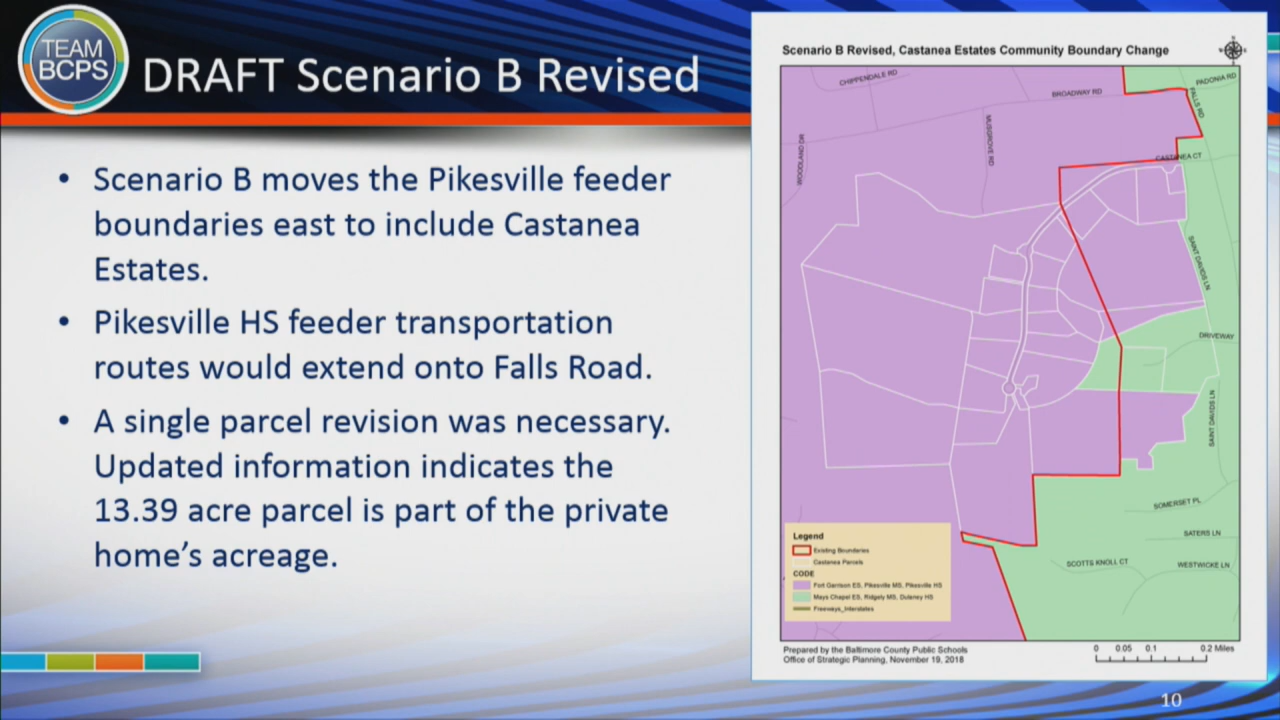 TEAM
BCPS
DRAFT Scenario B Revised
• Scenario B moves the Pikesville feeder
boundaries east to include Castanea
Estates.
• Pikesville HS feeder transportation
routes would extend onto Falls Road.
• A single parcel revision was necessary.
Updated information indicates the
13.39 acre parcel is part of the private
home's acreage.
Scenario B Revised, Castanea Estates Community Boundary Change
CHIPPENDALE RD
PADONIA RD
BROADWAY RD
FALLS RD
WOODLAND DR
MUSGROVE RD
CASTANEA CT
SAINT DAVIDS LN
DRIVEWAY
SAINT DAVIDS LN
SOMERSET PL
SATERS LN
SCOTTS KNOLL CT
WESTWICKE LN
Legend
Existing Boundaries
Castanea Parcels
CODE
Fort Garrison ES, Pikesville MS, Pikesville HS
Mays Chapel ES, Ridgely MS, Dulaney HS
Freeways_Interstates
Prepared by the Baltimore County Public Schools
Office of Strategic Planning, November 19, 2018
0 0.05 0.1 0.2 Miles
10